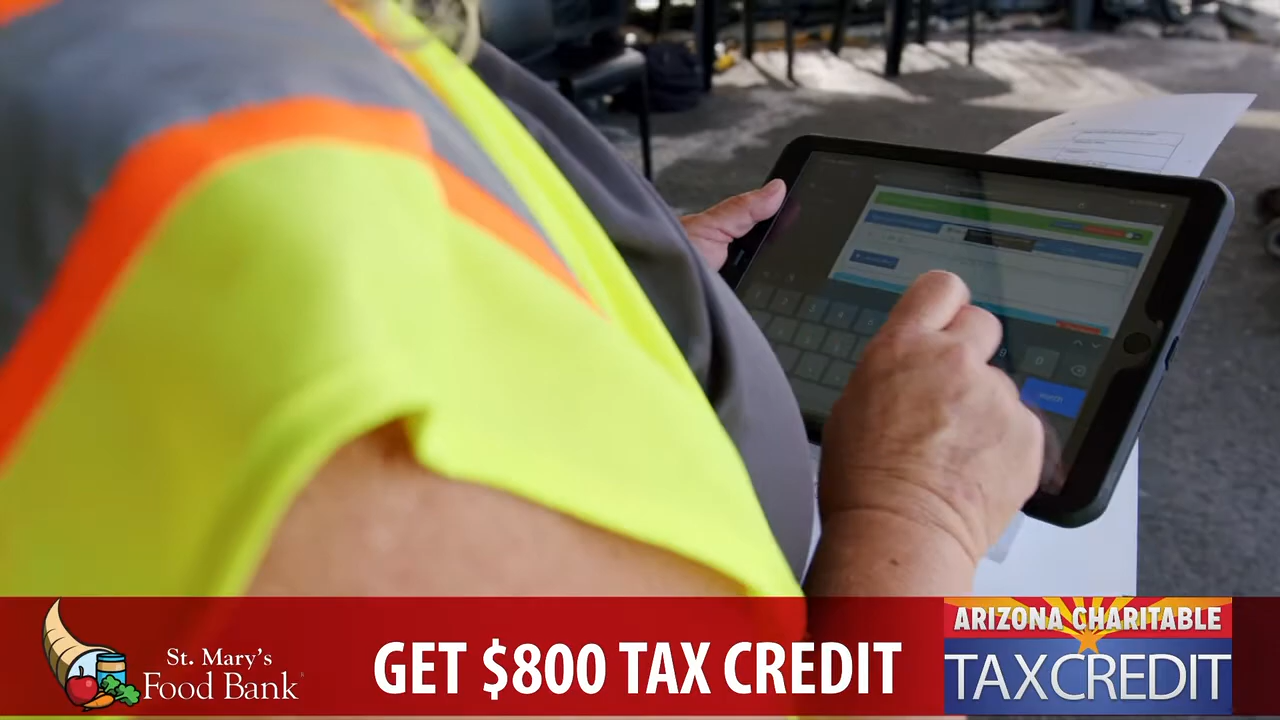 St. Mary's
Food Bank
GET $800 TAX CREDIT
ARIZONA CHARITABLE
TAXCREDIT